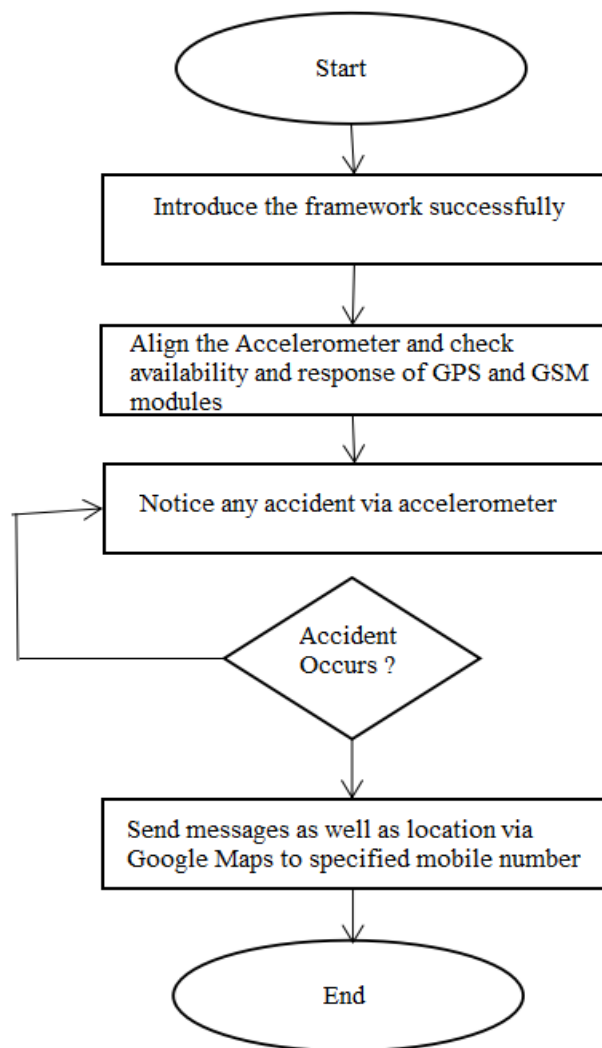 Start
Introduce the framework successfully
Align the Accelerometer and check
availability and response of GPS and GSM
modules
Notice any accident via accelerometer
Accident
Occurs ?
Send messages as well as location via
Google Maps to specified mobile number
End